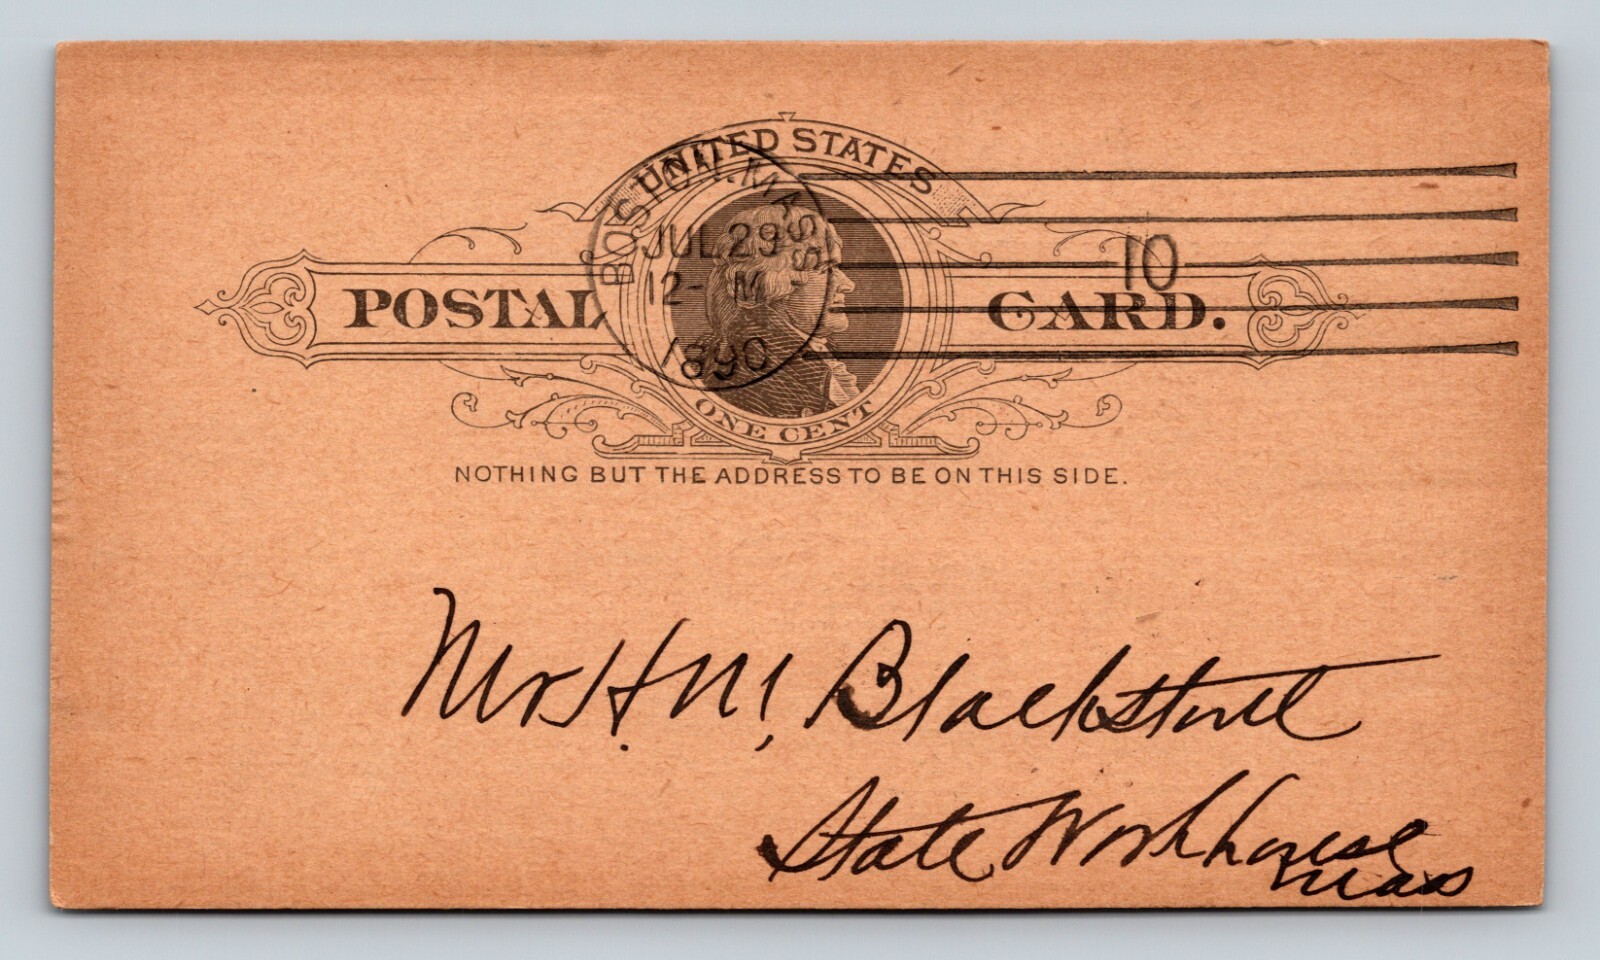 UNITED STATES
BOSTON. MASS.
JUL 29
12- M
1890
10
POSTAL CARD.
ONE CENT
NOTHING BUT THE ADDRESS TO BE ON THIS SIDE.
Mr. H. M. Blackstone
State Workhouse
Mass